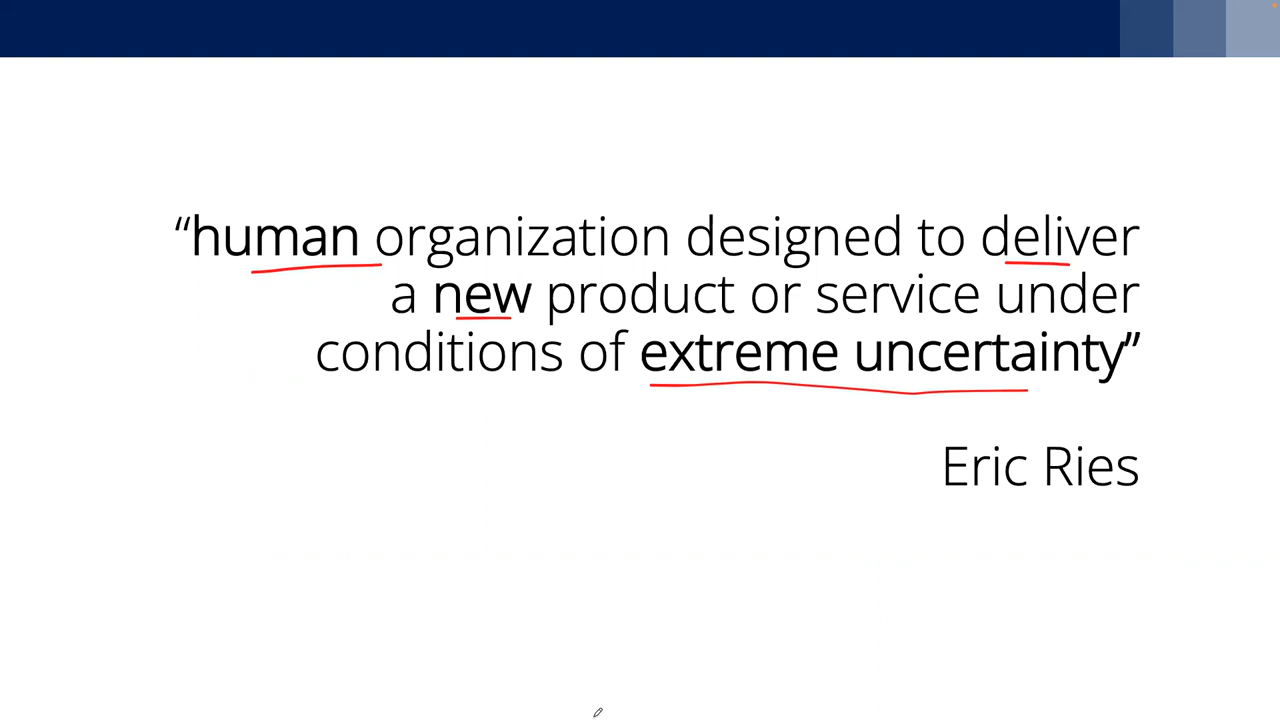 “human organization designed to deliver
a new product or service under
conditions of extreme uncertainty”
Eric Ries